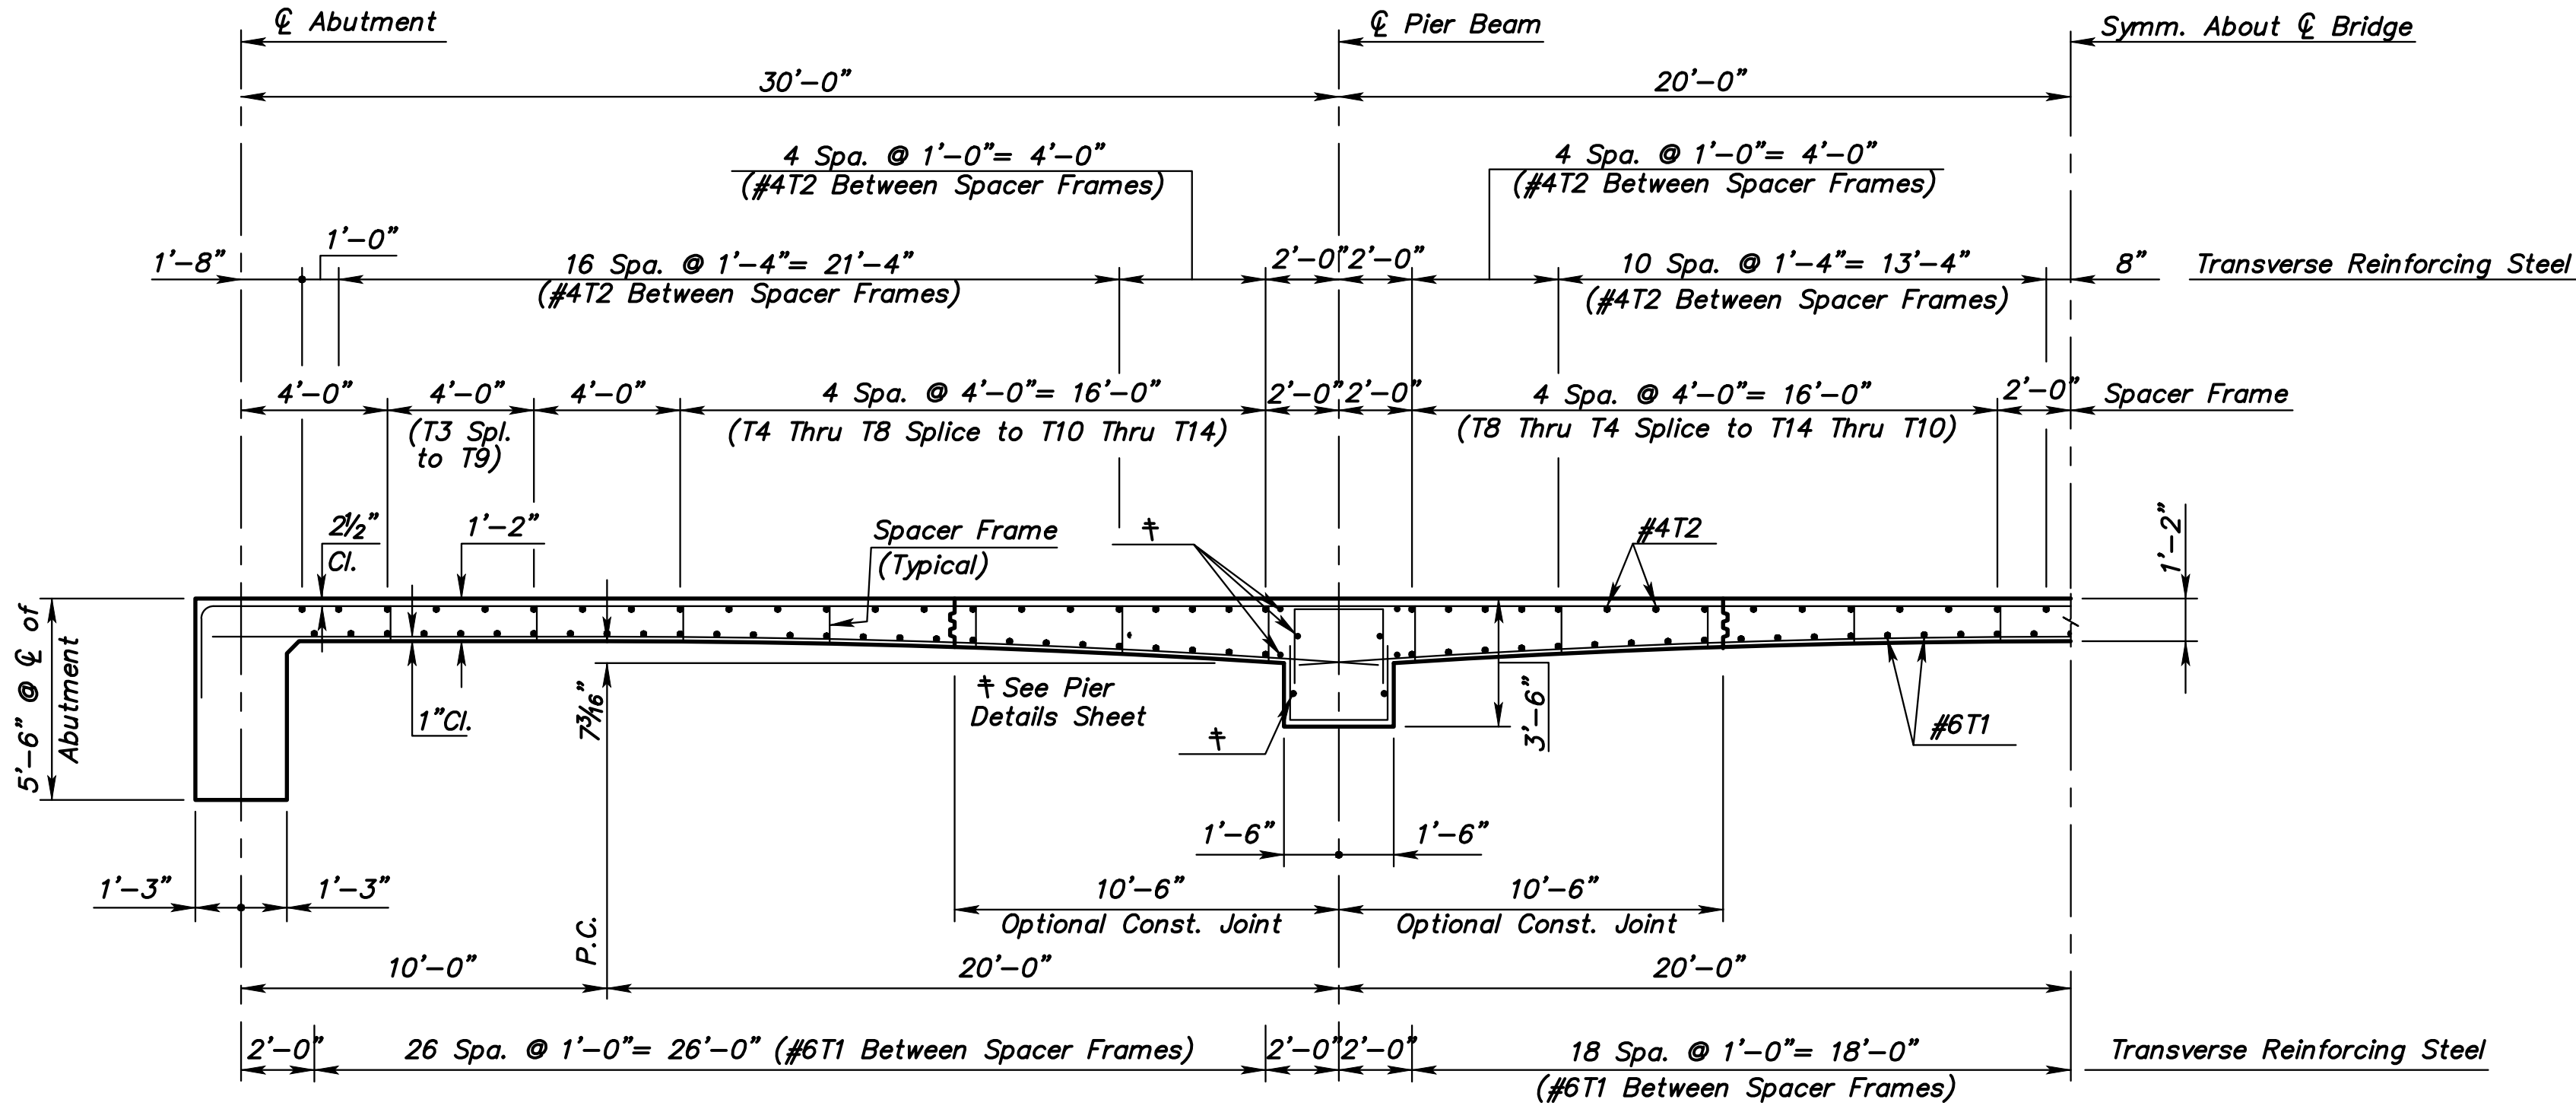 ℄ Abutment
℄ Pier Beam
Symm. About ℄ Bridge
30'-0"
20'-0"
4 Spa. @ 1'-0"= 4'-0"
(#4T2 Between Spacer Frames)
4 Spa. @ 1'-0"= 4'-0"
(#4T2 Between Spacer Frames)
1'-8"
1'-0"
16 Spa. @ 1'-4"= 21'-4"
(#4T2 Between Spacer Frames)
2'-0"
2'-0"
10 Spa. @ 1'-4"= 13'-4"
(#4T2 Between Spacer Frames)
8"
Transverse Reinforcing Steel
4'-0"
4'-0"
(T3 Spl.
to T9)
4'-0"
4 Spa. @ 4'-0"= 16'-0"
(T4 Thru T8 Splice to T10 Thru T14)
2'-0"
2'-0"
4 Spa. @ 4'-0"= 16'-0"
(T8 Thru T4 Splice to T14 Thru T10)
2'-0"
Spacer Frame
2½"
Cl.
1'-2"
Spacer Frame
(Typical)
‡
#4T2
1'-2"
5'-6" @ ℄ of
Abutment
1"Cl.
7 3/16"
‡ See Pier
Details Sheet
‡
3'-6"
#6T1
1'-6"
1'-6"
1'-3"
1'-3"
10'-6"
Optional Const. Joint
10'-6"
Optional Const. Joint
P.C.
10'-0"
20'-0"
20'-0"
2'-0"
26 Spa. @ 1'-0"= 26'-0" (#6T1 Between Spacer Frames)
2'-0"
2'-0"
18 Spa. @ 1'-0"= 18'-0"
(#6T1 Between Spacer Frames)
Transverse Reinforcing Steel